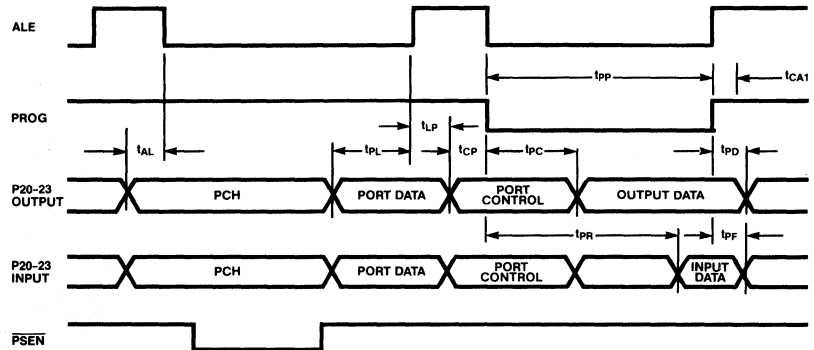 ALE
tPP
tCA1
PROG
tLP
tAL
tPL
tCP
tPC
tPD
P20-23
OUTPUT
PCH
PORT DATA
PORT
CONTROL
OUTPUT DATA
tPR
tPF
P20-23
INPUT
PCH
PORT DATA
PORT
CONTROL
INPUT
DATA
PSEN